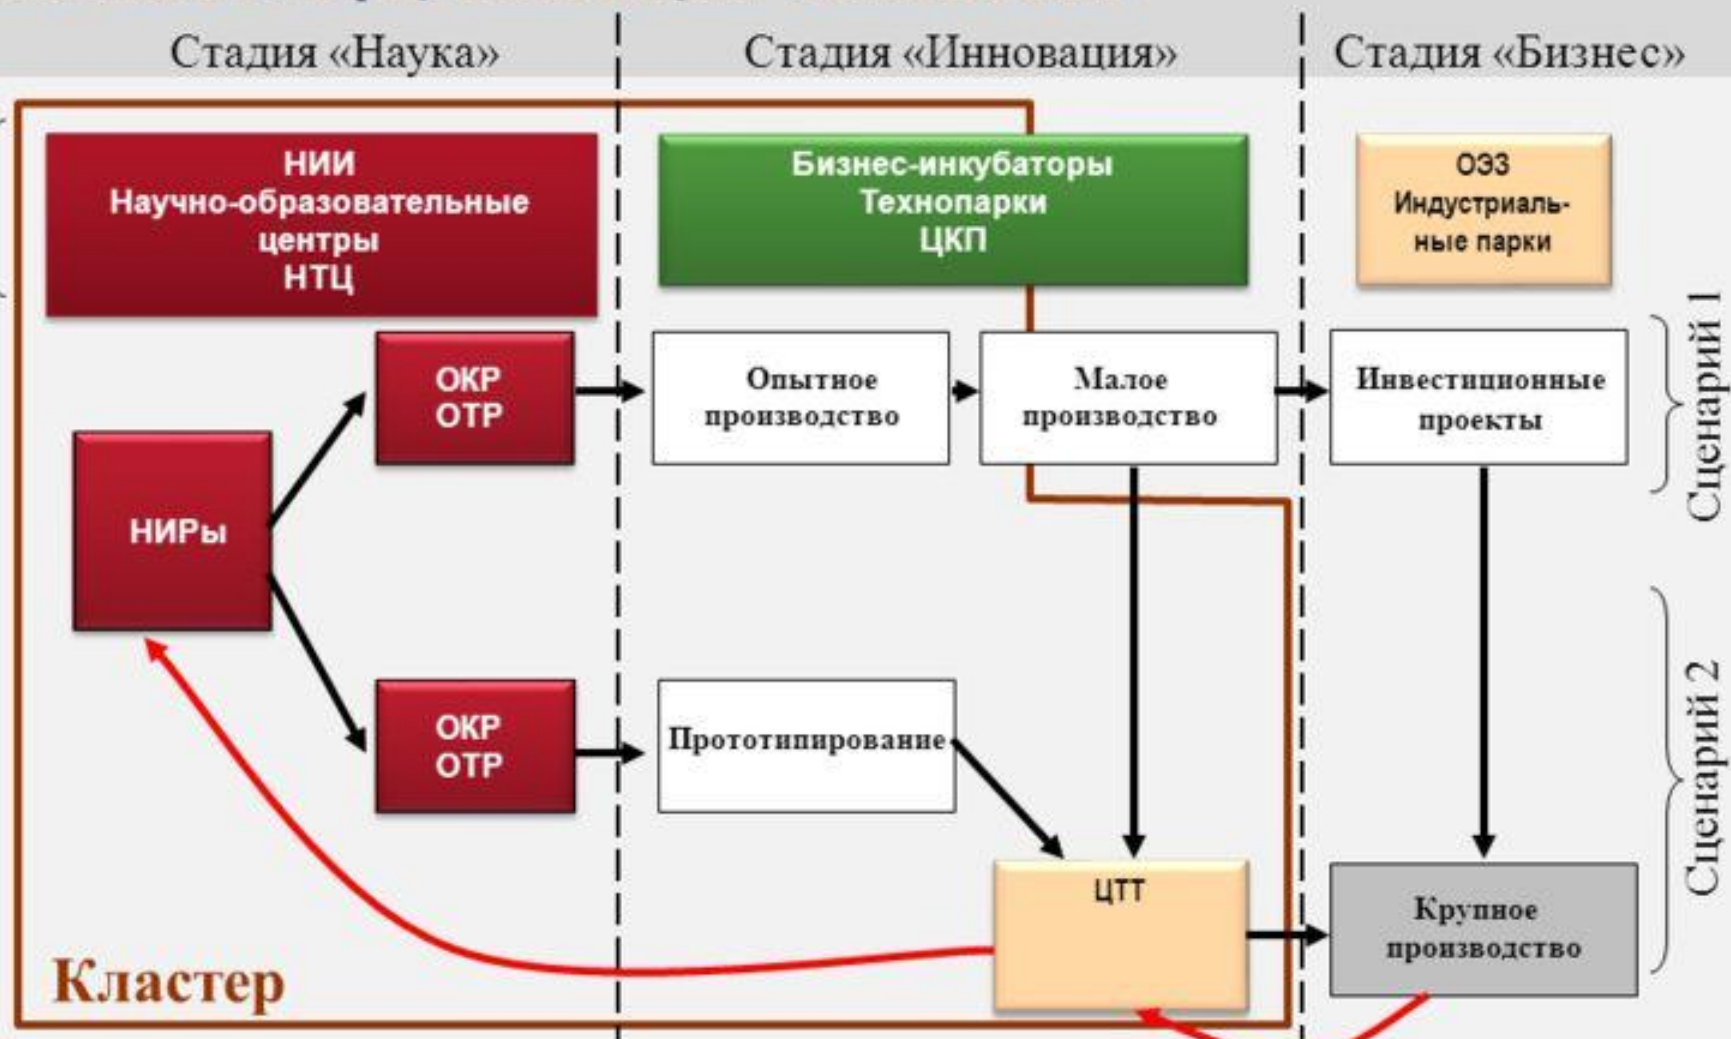 Стадия «Наука»
Стадия «Инновация»
Стадия «Бизнес»
НИИ
Научно-образовательные
центры
НТЦ
Бизнес-инкубаторы
Технопарки
ЦКП
ОЭЗ
Индустриаль-
ные парки
ОКР
ОТР
Опытное
производство
Малое
производство
Инвестиционные
проекты
Сценарий 1
НИРы
ОКР
ОТР
Прототипирование
ЦТТ
Крупное
производство
Сценарий 2
Кластер